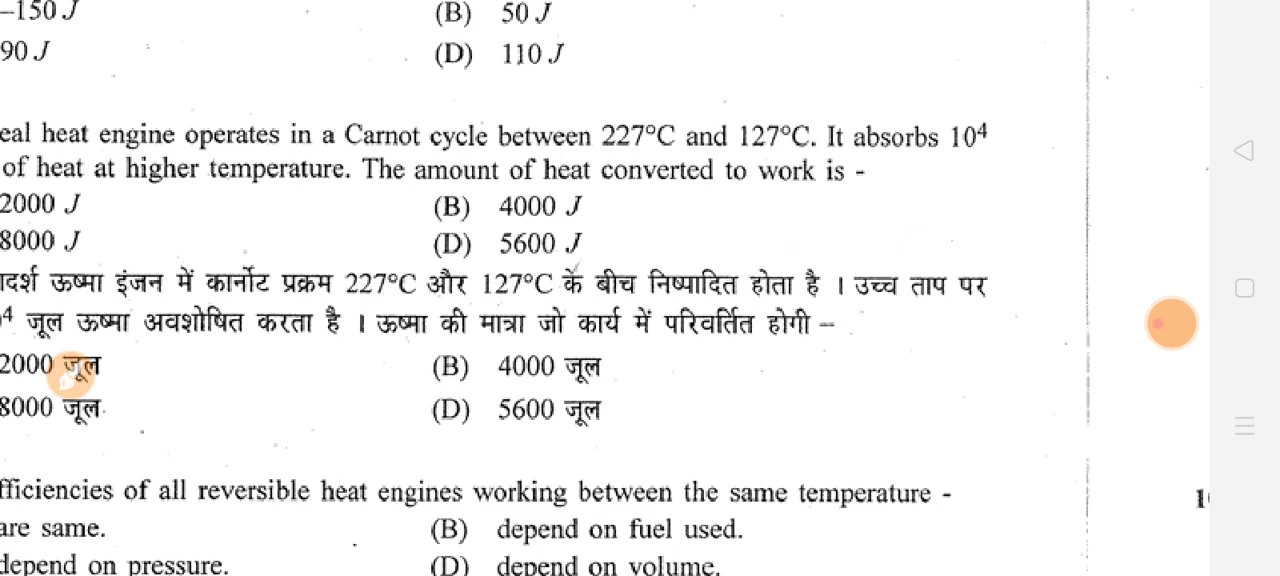 –150 J (B) 50 J
90 J (D) 110 J
eal heat engine operates in a Carnot cycle between 227°C and 127°C. It absorbs 10⁴
of heat at higher temperature. The amount of heat converted to work is -
2000 J (B) 4000 J
8000 J (D) 5600 J
ादर्श ऊष्मा इंजन में कार्नोट प्रक्रम 227°C और 127°C के बीच निष्पादित होता है । उच्च ताप पर
⁴ जूल ऊष्मा अवशोषित करता है । ऊष्मा की मात्रा जो कार्य में परिवर्तित होगी –
2000 जूल (B) 4000 जूल
8000 जूल (D) 5600 जूल
fficiencies of all reversible heat engines working between the same temperature -
are same. (B) depend on fuel used.
depend on pressure. (D) depend on volume.